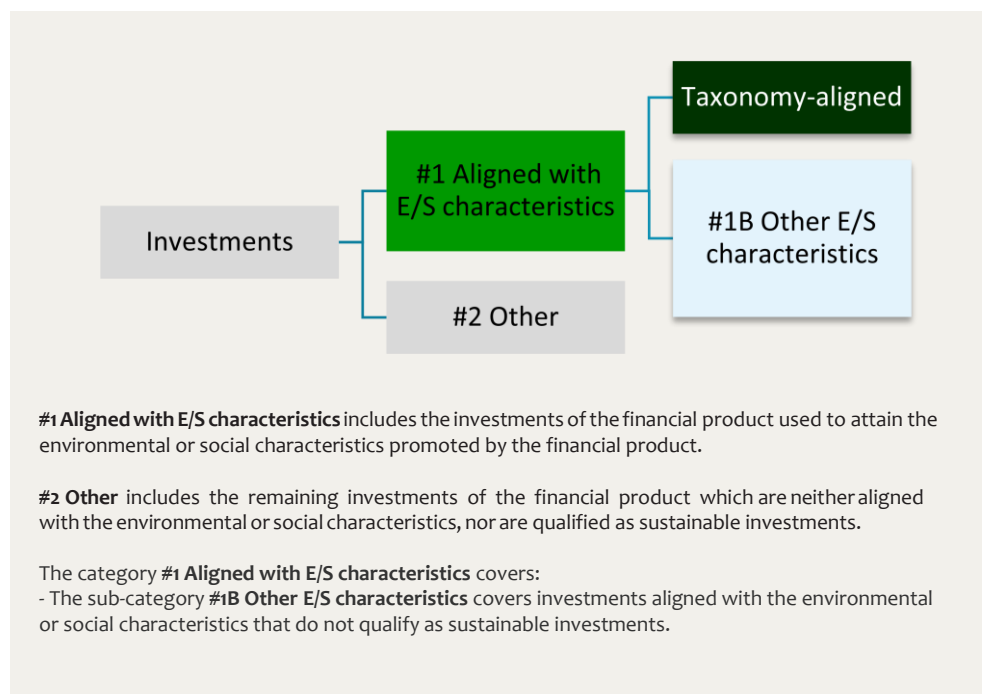 Taxonomy-aligned
#1 Aligned with
E/S characteristics
Investments
#1B Other E/S
characteristics
#2 Other
#1 Aligned with E/S characteristics includes the investments of the financial product used to attain the
environmental or social characteristics promoted by the financial product.
#2 Other includes the remaining investments of the financial product which are neither aligned
with the environmental or social characteristics, nor are qualified as sustainable investments.
The category #1 Aligned with E/S characteristics covers:
- The sub-category #1B Other E/S characteristics covers investments aligned with the environmental
or social characteristics that do not qualify as sustainable investments.